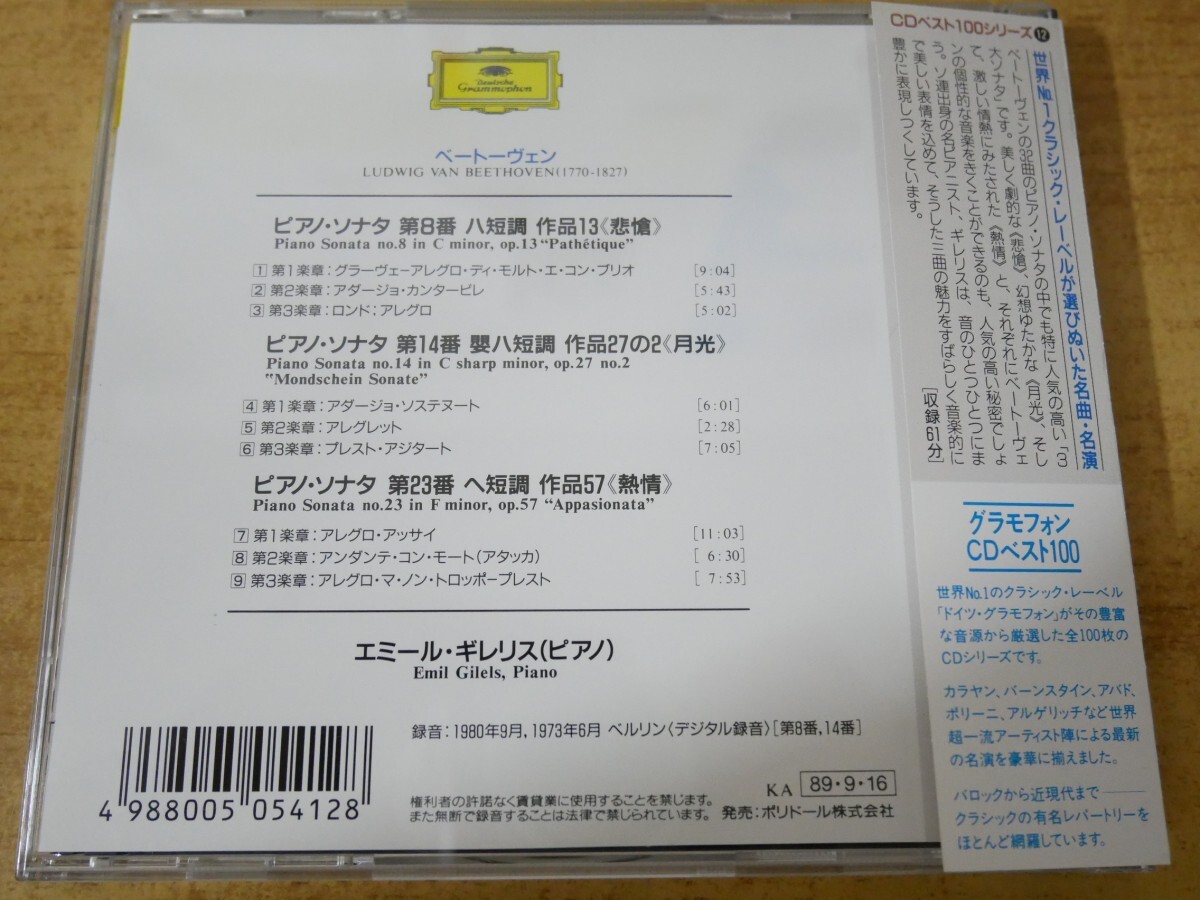 Deutsche
Grammophon
ベートーヴェン
LUDWIG VAN BEETHOVEN(1770-1827)
ピアノ・ソナタ 第8番 ハ短調 作品13《悲愴》
Piano Sonata no.8 in C minor, op.13 "Pathétique"
1 第1楽章:グラーヴェーアレグロ・ディ・モルト・エ・コン・ブリオ [9:04]
2 第2楽章:アダージョ・カンタービレ [5:43]
3 第3楽章:ロンド;アレグロ [5:02]
ピアノ・ソナタ 第14番 嬰ハ短調 作品27の2《月光》
Piano Sonata no.14 in C sharp minor, op.27 no.2
"Mondschein Sonate"
4 第1楽章:アダージョ・ソステヌート [6:01]
5 第2楽章:アレグレット [2:28]
6 第3楽章:プレスト・アジタート [7:05]
ピアノ・ソナタ 第23番 ヘ短調 作品57《熱情》
Piano Sonata no.23 in F minor, op.57 "Appasionata"
7 第1楽章:アレグロ・アッサイ [11:03]
8 第2楽章:アンダンテ・コン・モート(アタッカ) [ 6:30]
9 第3楽章:アレグロ・マ・ノン・トロッポープレスト [ 7:53]
エミール・ギレリス(ピアノ)
Emil Gilels, Piano
録音:1980年9月,1973年6月 ベルリン〈デジタル録音〉[第8番,14番]
KA 89・9・16
権利者の許諾なく賃貸業に使用することを禁じます。
また無断で録音することは法律で禁じられています。
発売:ポリドール株式会社
4 988005 054128
CDベスト100シリーズ⑫
世界No.1クラシック・レーベルが選びぬいた名曲・名演
ベートーヴェンの32曲のピアノ・ソナタの中でも特に人気の高い「3
大ソナタ」です。美しく劇的な《悲愴》、幻想ゆたかな《月光》、そし
て、激しい情熱にみたされた《熱情》と、それぞれにベートーヴェ
ンの個性的な音楽をきくことができるのも、人気の高い秘密でしょ
う。ソ連出身の名ピアニスト、ギレリスは、音のひとつひとつにま
で美しい表情を込めて、そうした三曲の魅力をすばらしく音楽的に
豊かに表現しつくしています。
[収録61分]
グラモフォン
CDベスト100
世界No.1のクラシック・レーベル
「ドイツ・グラモフォン」がその豊富
な音源から厳選した全100枚の
CDシリーズです。
カラヤン、バーンスタイン、アバド、
ポリーニ、アルゲリッチなど世界
超一流アーティスト陣による最新
の名演を豪華に揃えました。
バロックから近現代まで──
クラシックの有名レパートリーを
ほとんど網羅しています。